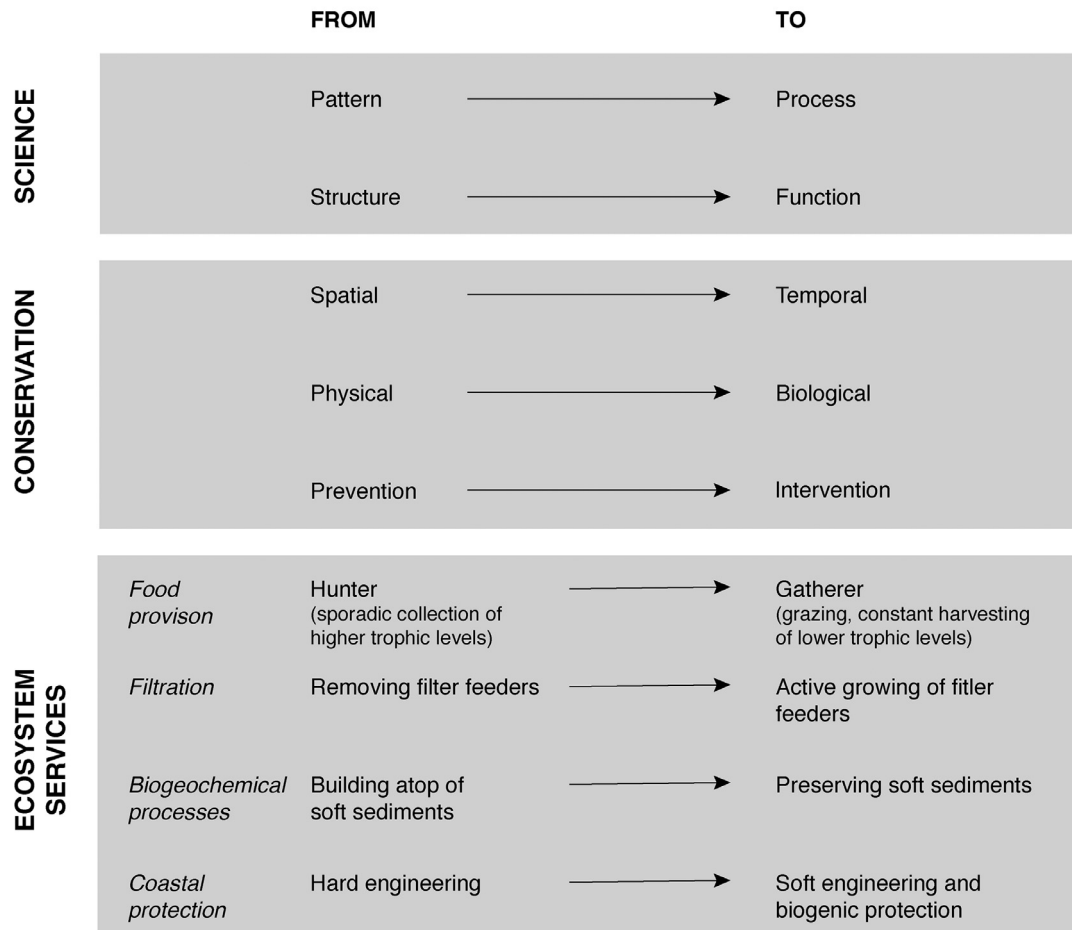 FROM TO
SCIENCE
Pattern Process
Structure Function
CONSERVATION
Spatial Temporal
Physical Biological
Prevention Intervention
ECOSYSTEM
SERVICES
Food Hunter Gatherer
provison (sporadic collection of (grazing, constant harvesting
higher trophic levels) of lower trophic levels)
Filtration Removing filter feeders Active growing of fitler
feeders
Biogeochemical Building atop of Preserving soft sediments
processes soft sediments
Coastal Hard engineering Soft engineering and
protection biogenic protection